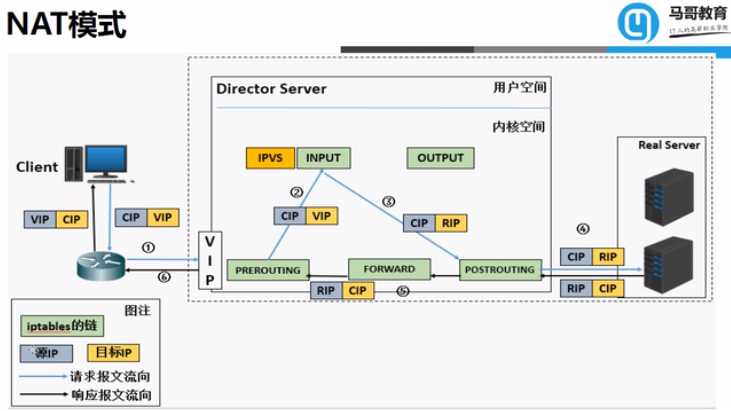 NAT模式
马哥教育
IT人的高薪职业学院
Director Server
用户空间
内核空间
Real Server
Client
IPVS
INPUT
OUTPUT
②
③
④
CIP VIP
CIP RIP
VIP CIP
CIP VIP
①
⑥
VIP
CIP RIP
PREROUTING
FORWARD
POSTROUTING
RIP CIP
⑤
RIP CIP
图注
iptables的链
源IP
目标IP
请求报文流向
响应报文流向